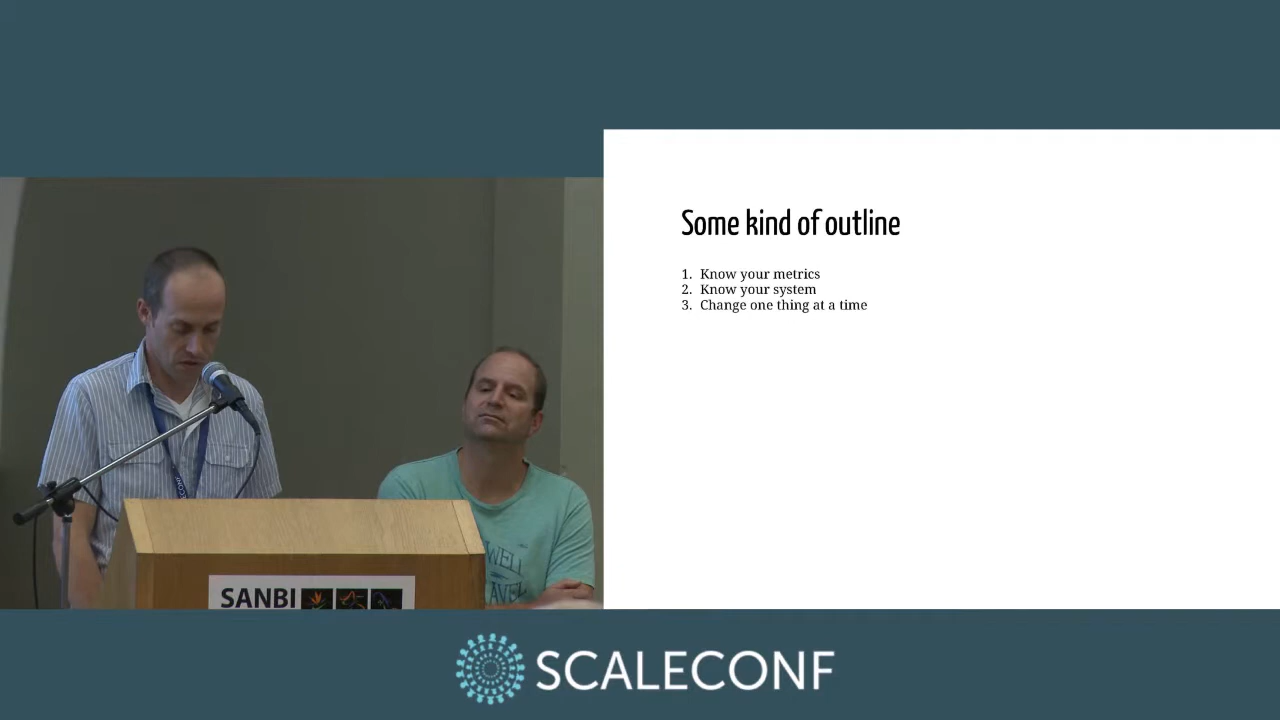 Some kind of outline
1. Know your metrics
2. Know your system
3. Change one thing at a time
WELL
SANBI
SCALECONF